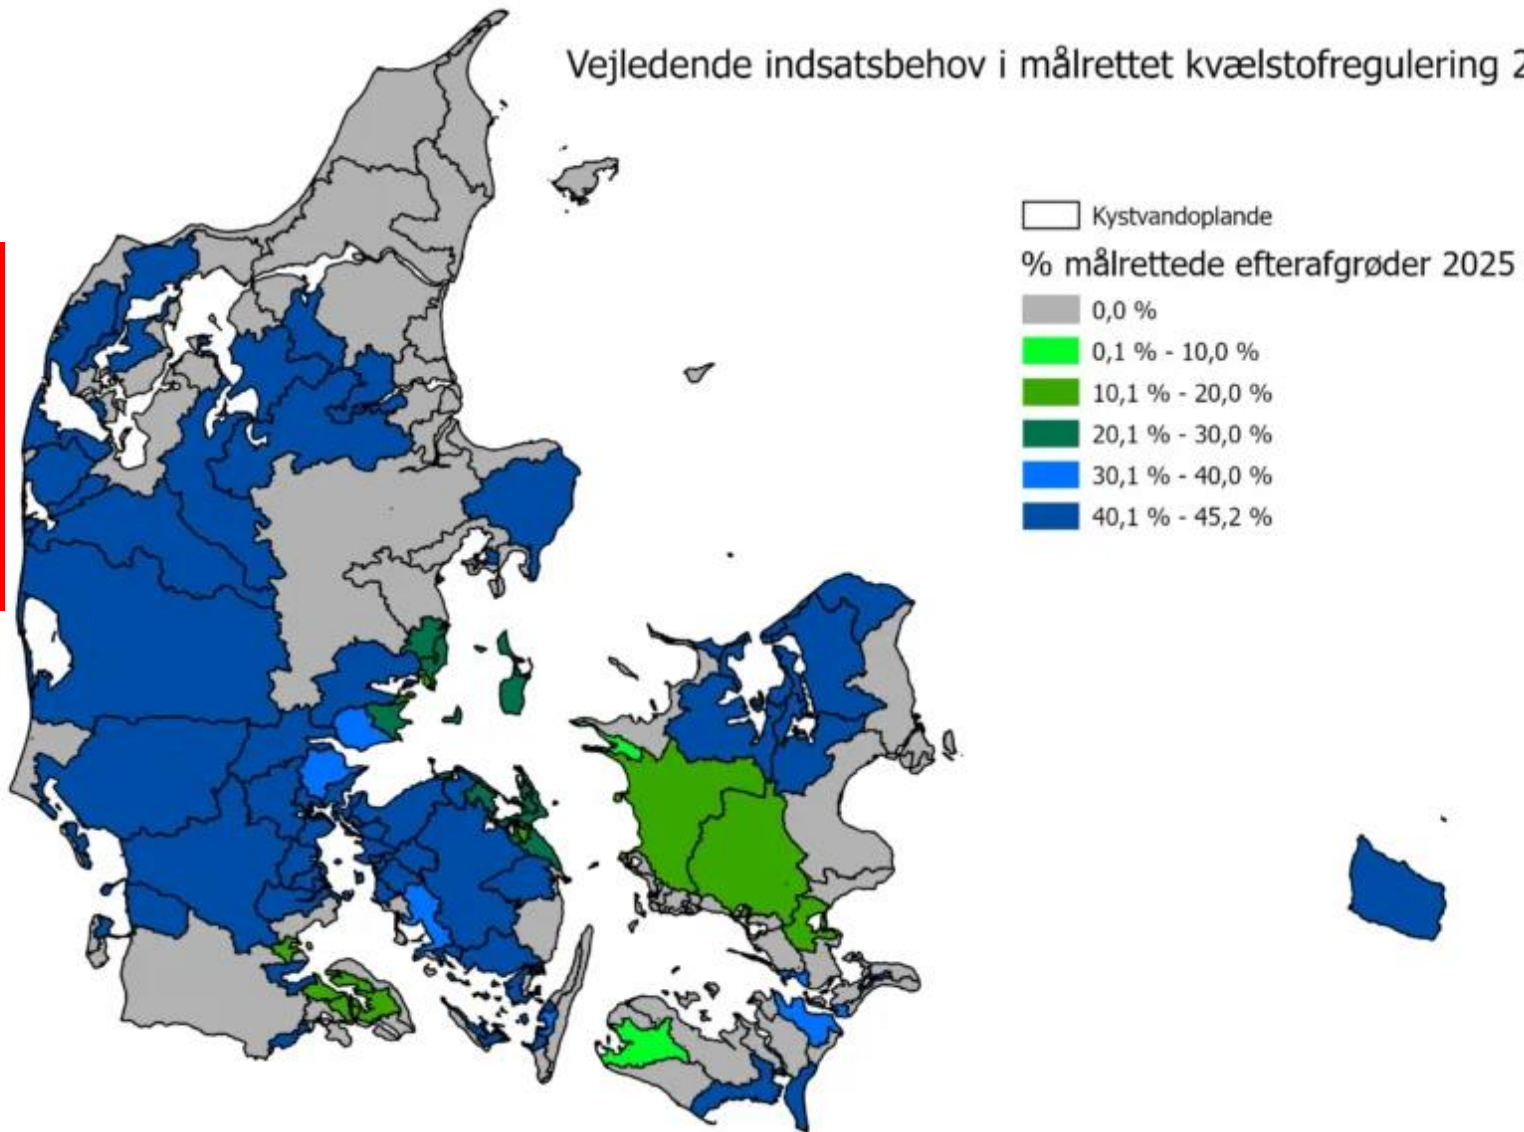 Vejledende indsatsbehov i målrettet kvælstofregulering 2
Kystvandoplande
% målrettede efterafgrøder 2025
0,0 %
0,1 % - 10,0 %
10,1 % - 20,0 %
20,1 % - 30,0 %
30,1 % - 40,0 %
40,1 % - 45,2 %